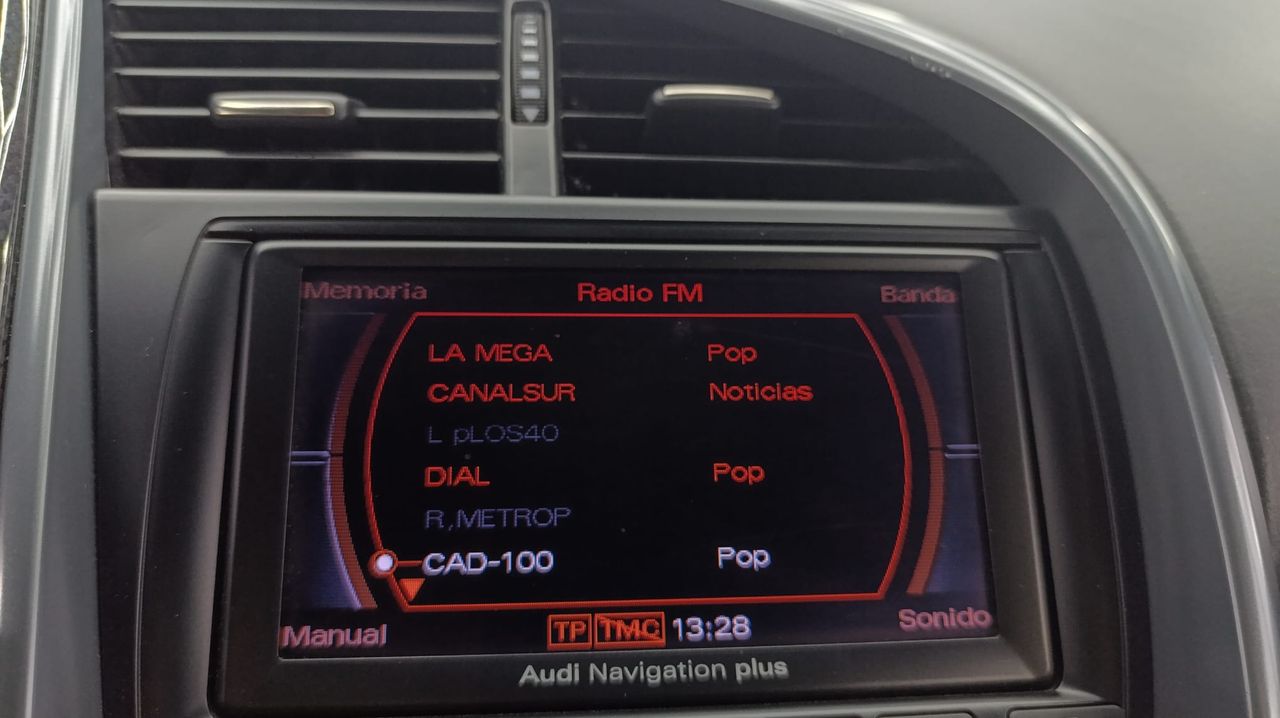 Memoria Radio FM Banda
LA MEGA Pop
CANALSUR Noticias
L pLOS40
DIAL Pop
R,METROP
CAD-100 Pop
Manual TP TMC 13:28 Sonido
Audi Navigation plus